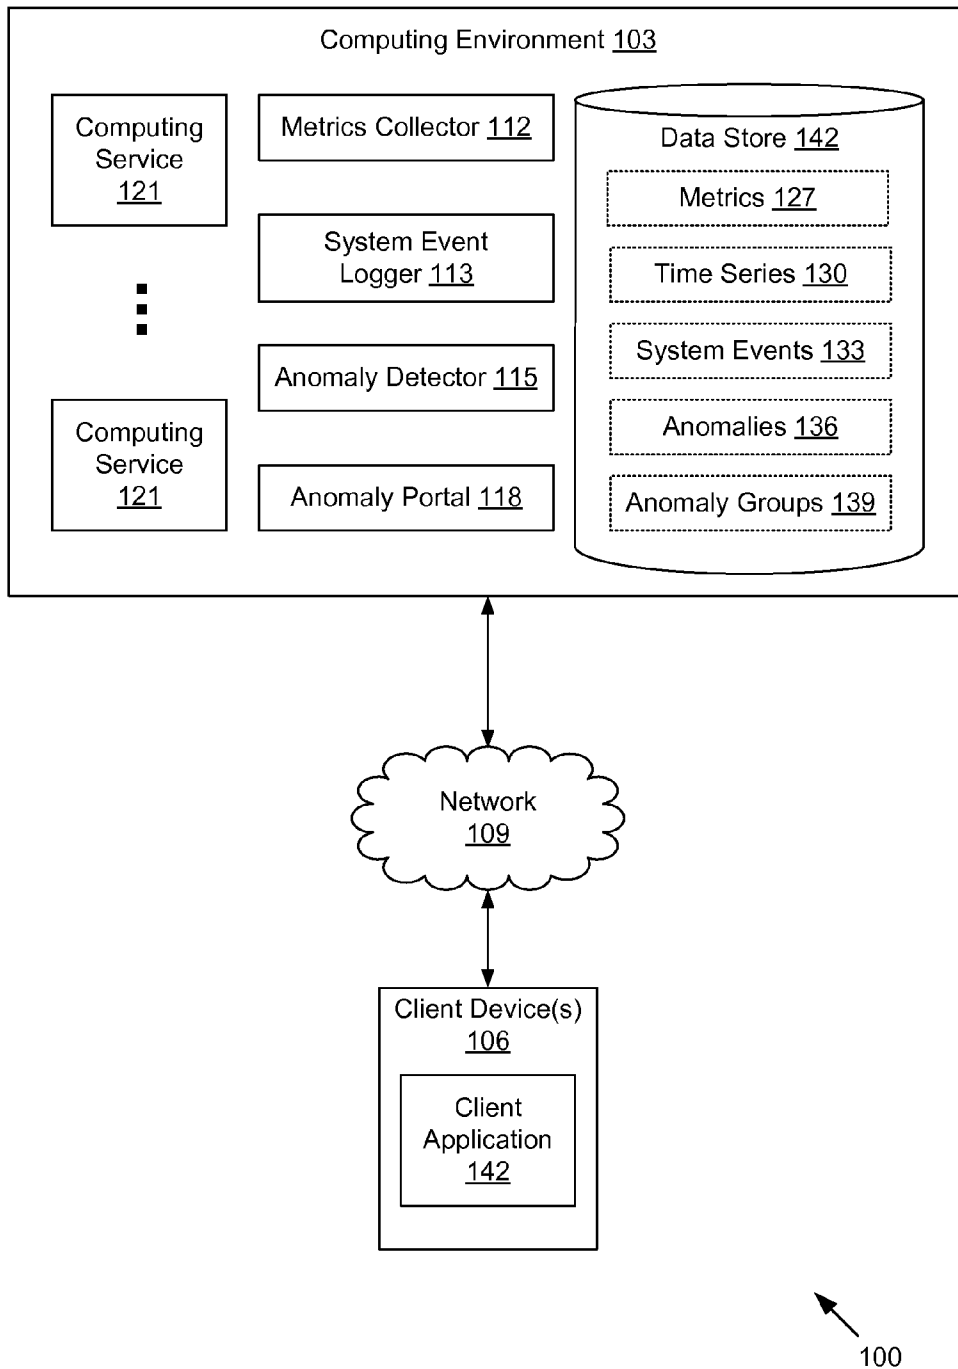 Computing Environment 103
Computing
Service
121
Computing
Service
121
Metrics Collector 112
System Event
Logger 113
Anomaly Detector 115
Anomaly Portal 118
Data Store 142
Metrics 127
Time Series 130
System Events 133
Anomalies 136
Anomaly Groups 139
Network
109
Client Device(s)
106
Client
Application
142
100